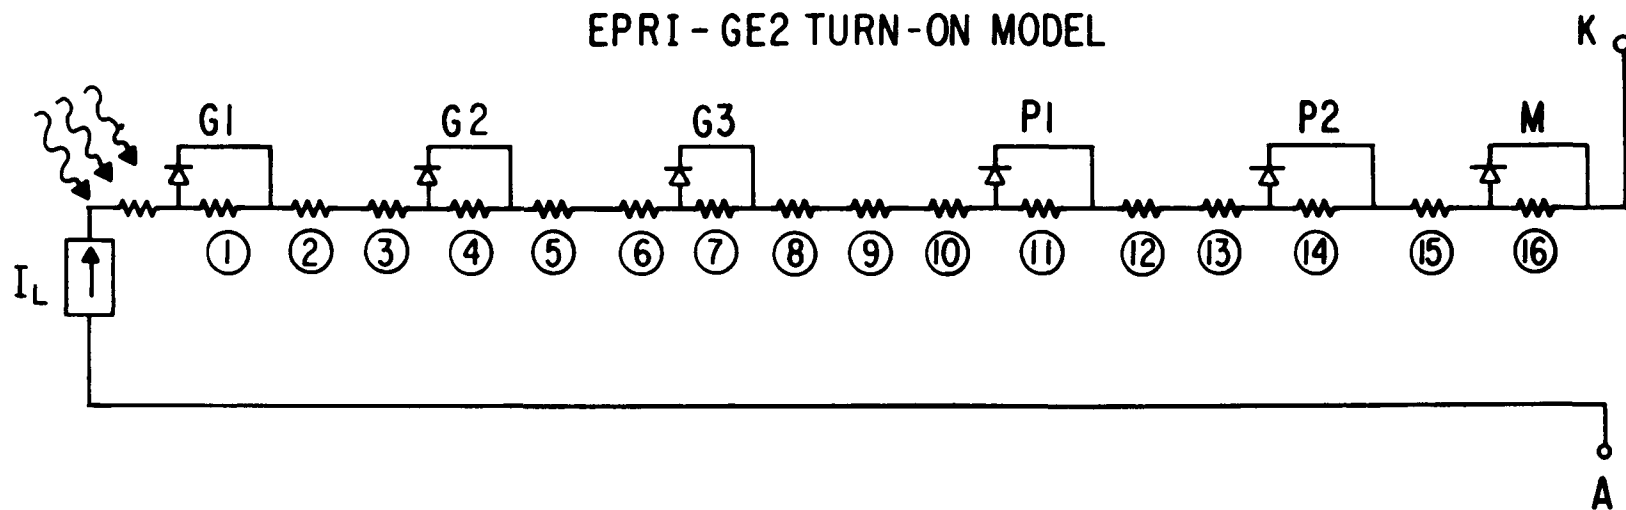 EPRI-GE2 TURN-ON MODEL
K
G1 G2 G3 P1 P2 M
1 2 3 4 5 6 7 8 9 10 11 12 13 14 15 16
IL
A